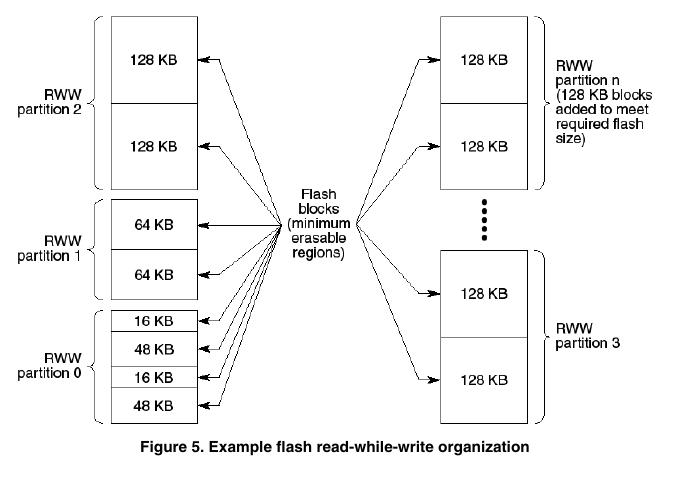 RWW
partition 2
128 KB
128 KB
RWW
partition 1
64 KB
64 KB
RWW
partition 0
16 KB
48 KB
16 KB
48 KB
Flash
blocks
(minimum
erasable
regions)
128 KB
128 KB
RWW
partition n
(128 KB blocks
added to meet
required flash
size)
128 KB
128 KB
RWW
partition 3
Figure 5. Example flash read-while-write organization